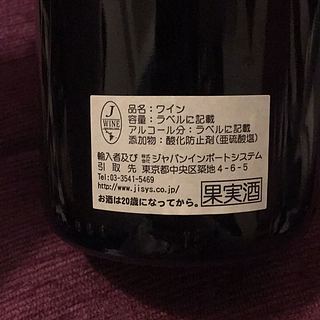 J
WINE
品名：ワイン
容量：ラベルに記載
アルコール分：ラベルに記載
添加物：酸化防止剤（亜硫酸塩）
輸入者及び 株式会社 ジャパンインポートシステム
引取先 東京都中央区築地4-6-5
Tel:03-3541-5469
http://www.jisys.co.jp/
果実酒
お酒は20歳になってから。